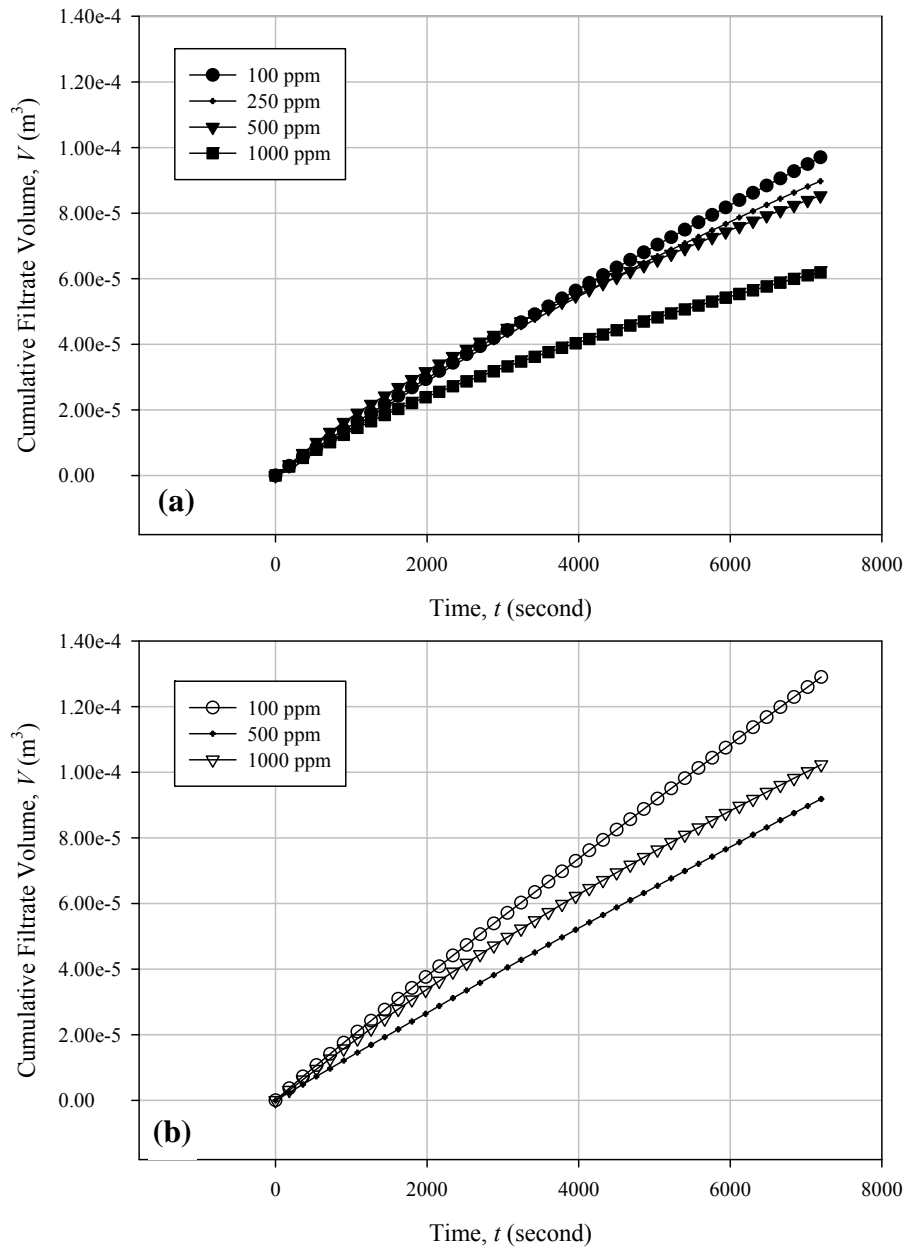 1.40e-4
1.20e-4
1.00e-4
8.00e-5
6.00e-5
4.00e-5
2.00e-5
0.00
Cumulative Filtrate Volume, V (m³)
100 ppm
250 ppm
500 ppm
1000 ppm
(a)
0 2000 4000 6000 8000
Time, t (second)
1.40e-4
1.20e-4
1.00e-4
8.00e-5
6.00e-5
4.00e-5
2.00e-5
0.00
Cumulative Filtrate Volume, V (m³)
100 ppm
500 ppm
1000 ppm
(b)
0 2000 4000 6000 8000
Time, t (second)